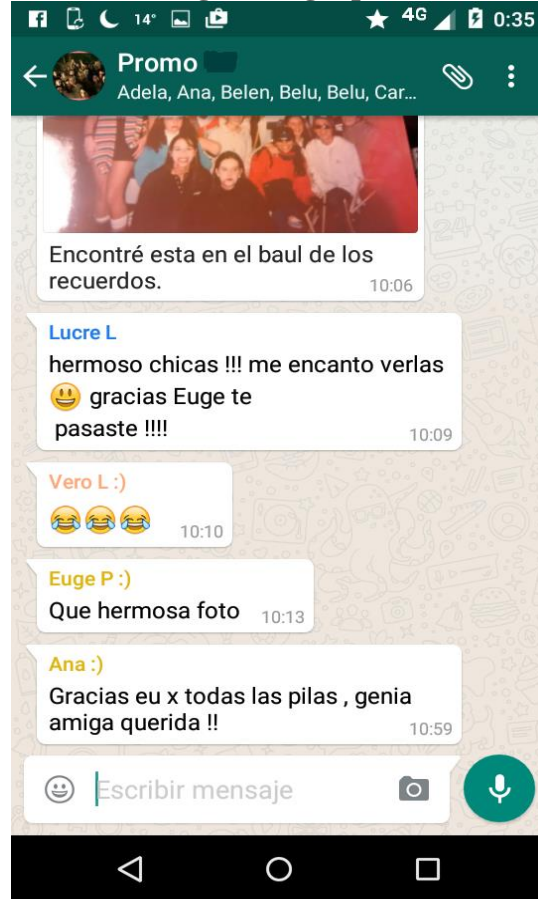 14° 4G 0:35
Promo
Adela, Ana, Belen, Belu, Belu, Car...
Encontré esta en el baul de los
recuerdos. 10:06
Lucre L
hermoso chicas !!! me encanto verlas
😃 gracias Euge te
pasaste !!!! 10:09
Vero L :)
😂😂😂 10:10
Euge P :)
Que hermosa foto 10:13
Ana :)
Gracias eu x todas las pilas , genia
amiga querida !! 10:59
Escribir mensaje